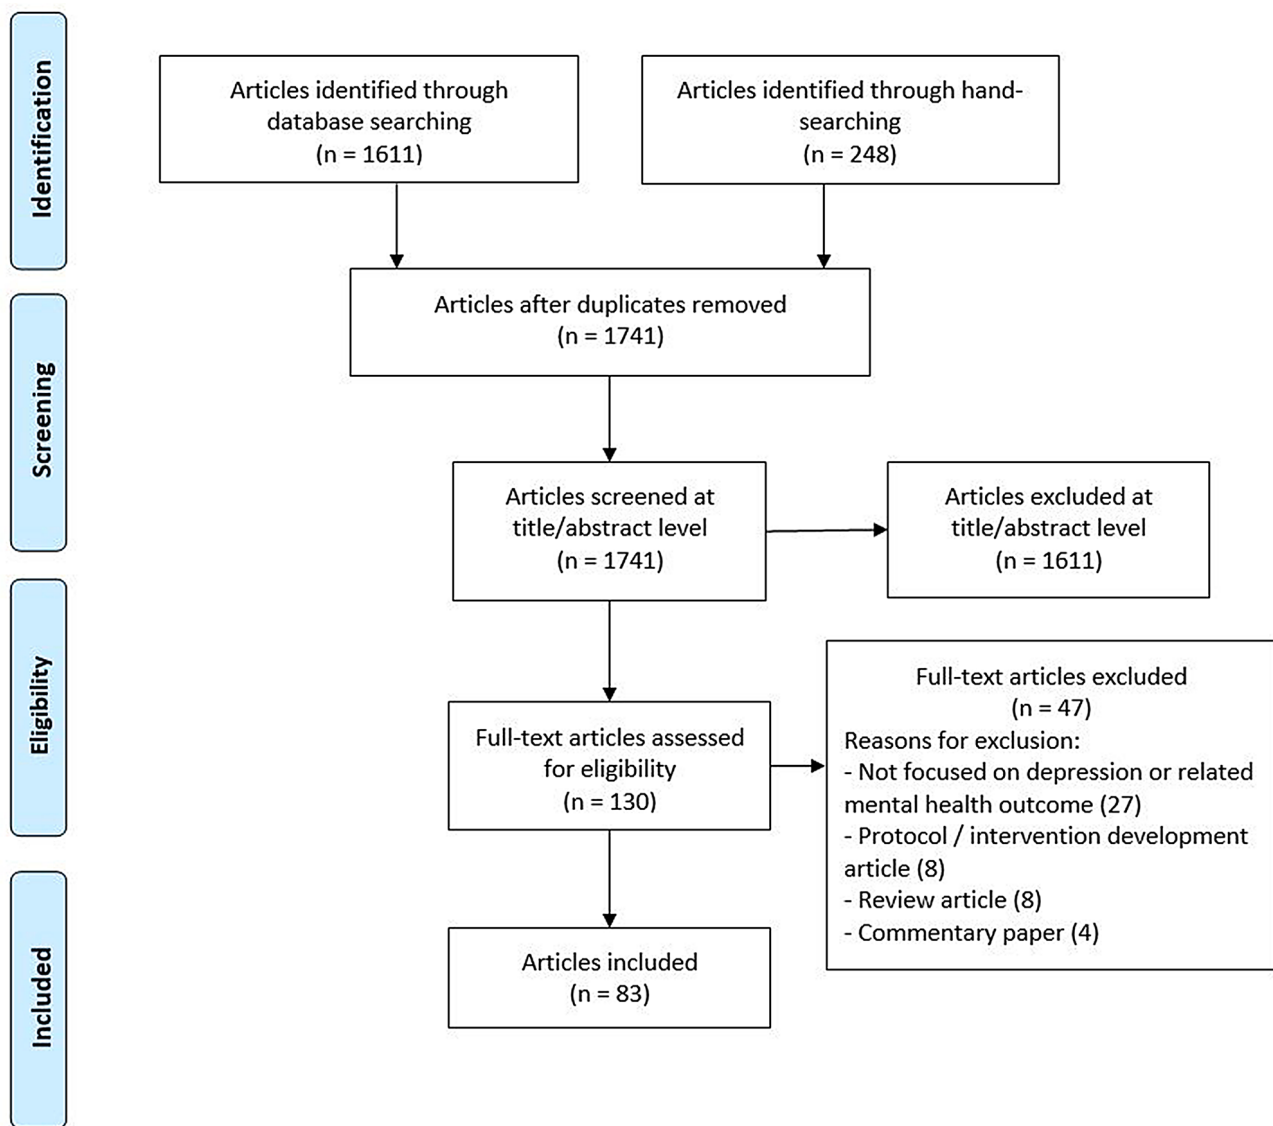 Identification
Articles identified through
database searching
(n = 1611)
Articles identified through hand-
searching
(n = 248)
Articles after duplicates removed
(n = 1741)
Screening
Articles screened at
title/abstract level
(n = 1741)
Articles excluded at
title/abstract level
(n = 1611)
Eligibility
Full-text articles assessed
for eligibility
(n = 130)
Full-text articles excluded
(n = 47)
Reasons for exclusion:
- Not focused on depression or related
mental health outcome (27)
- Protocol / intervention development
article (8)
- Review article (8)
- Commentary paper (4)
Included
Articles included
(n = 83)